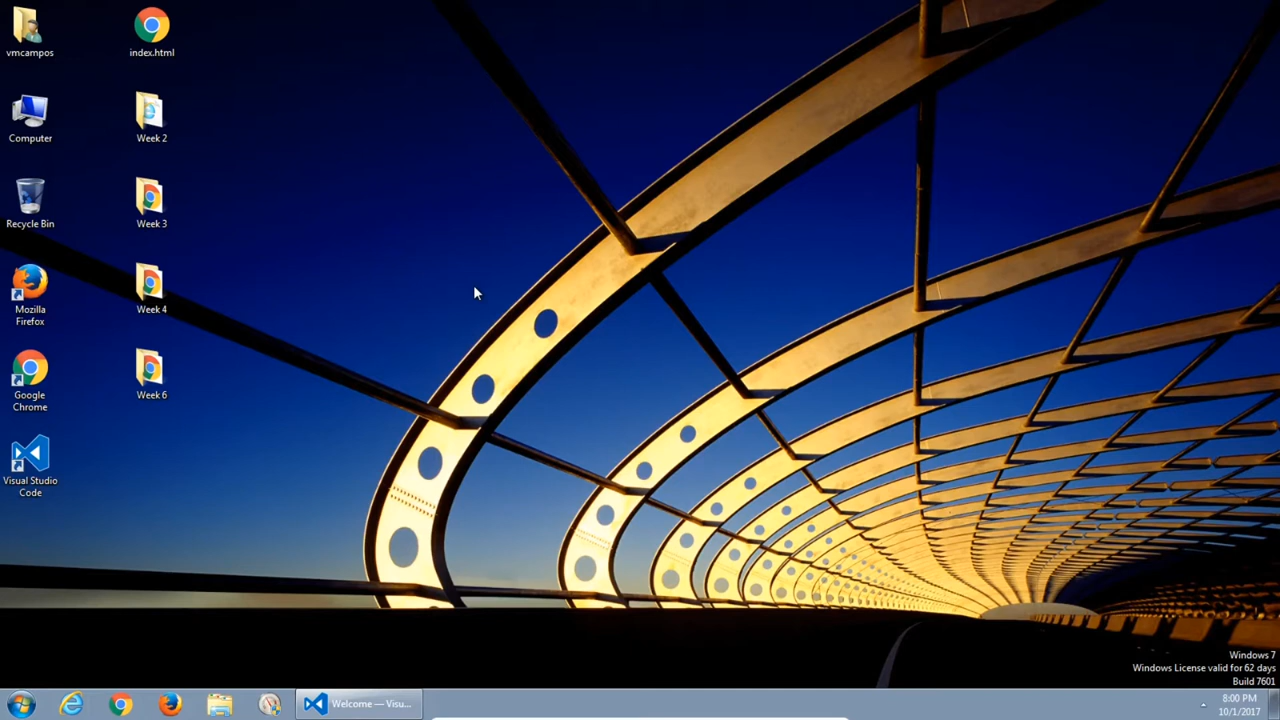 vmcampos
index.html
Computer
Week 2
Recycle Bin
Week 3
Mozilla
Firefox
Week 4
Google
Chrome
Week 6
Visual Studio
Code
Windows 7
Windows License valid for 62 days
Build 7601
Welcome — Visu...
8:00 PM
10/1/2017